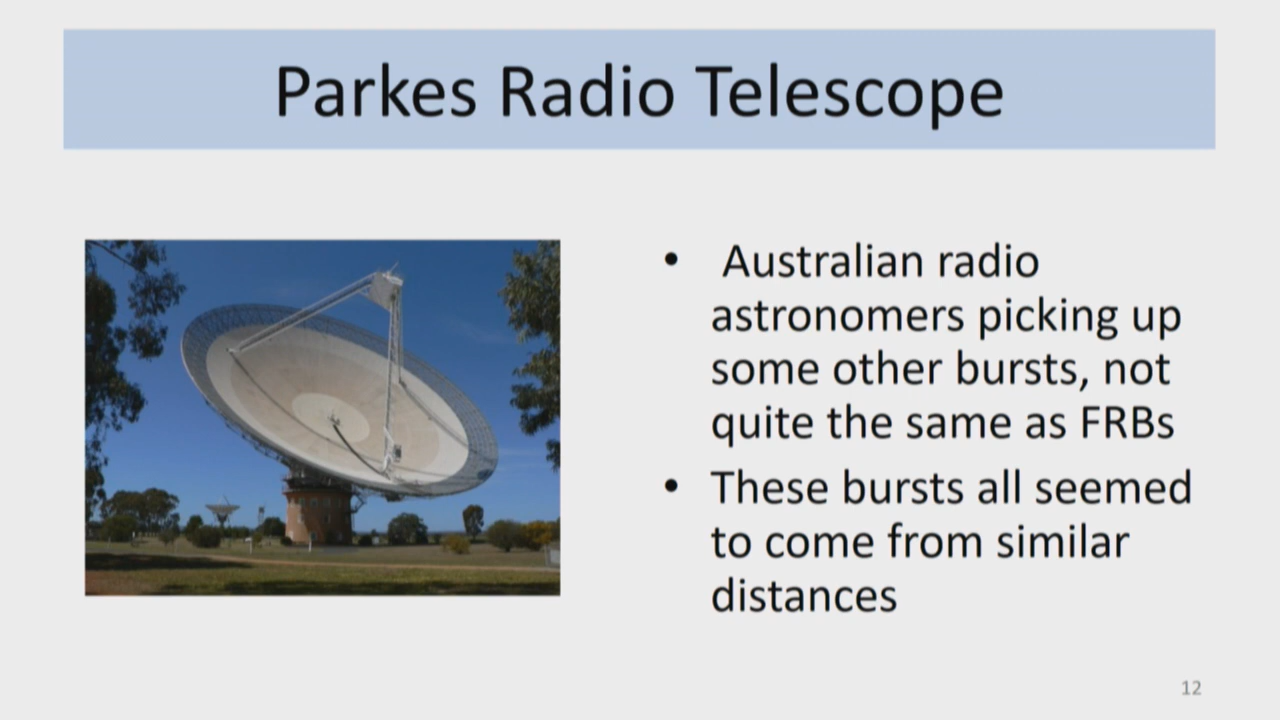 Parkes Radio Telescope
• Australian radio
astronomers picking up
some other bursts, not
quite the same as FRBs
• These bursts all seemed
to come from similar
distances
12